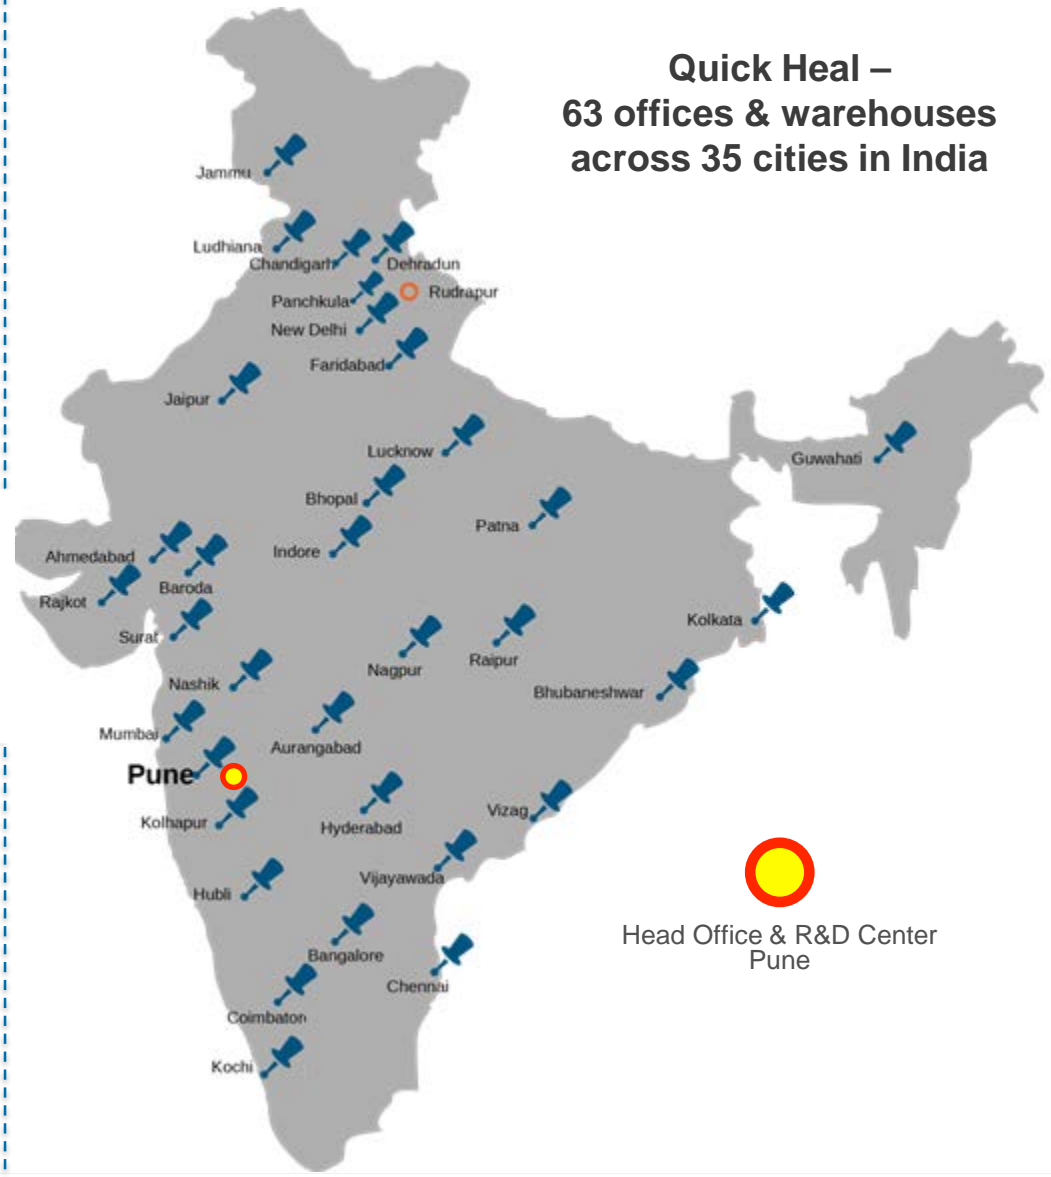 Quick Heal –
63 offices & warehouses
across 35 cities in India
Jammu
Ludhiana
Chandigarh
Dehradun
Panchkula
Rudrapur
New Delhi
Faridabad
Jaipur
Lucknow
Guwahati
Bhopal
Patna
Indore
Ahmedabad
Baroda
Rajkot
Kolkata
Surat
Raipur
Nagpur
Nashik
Bhubaneshwar
Mumbai
Aurangabad
Pune
Vizag
Kolhapur
Hyderabad
Vijayawada
Hubli
Head Office & R&D Center
Pune
Bangalore
Chennai
Coimbator
Kochi